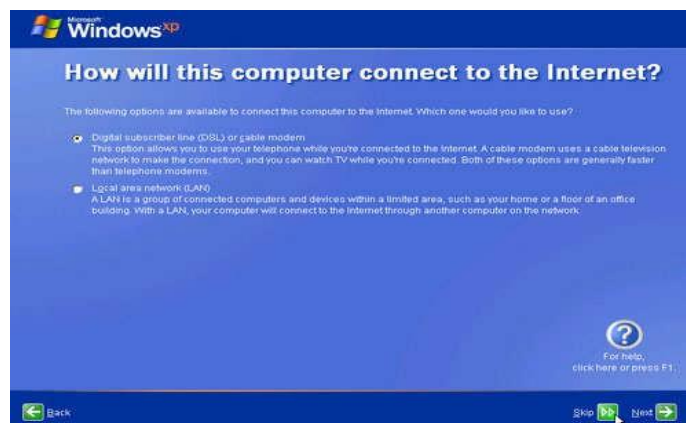 Microsoft
Windows xp
How will this computer connect to the Internet?
The following options are available to connect this computer to the Internet. Which one would you like to use?
Digital subscriber line (DSL) or cable modem
This option allows you to use your telephone while you're connected to the Internet. A cable modem uses a cable television
network to make the connection, and you can watch TV while you're connected. Both of these options are generally faster
than telephone modems.
Local area network (LAN)
A LAN is a group of connected computers and devices within a limited area, such as your home or a floor of an office
building. With a LAN, your computer will connect to the Internet through another computer on the network.
For help,
click here or press F1.
Back
Skip
Next